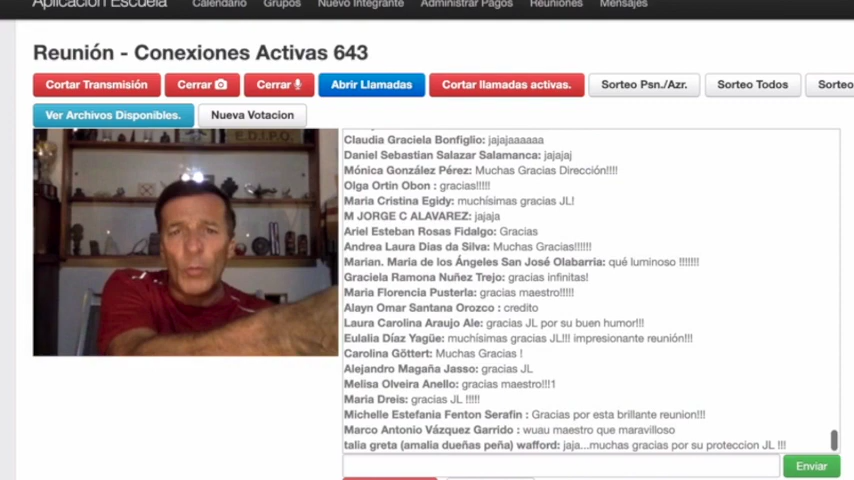 Aplicación Escuela Calendario Grupos Nuevo Integrante Administrar Pagos Reuniones Mensajes
Reunión - Conexiones Activas 643
Cortar Transmisión Cerrar Cerrar Abrir Llamadas Cortar llamadas activas. Sorteo Psn./Azr. Sorteo Todos Sorteo
Ver Archivos Disponibles. Nueva Votacion
Claudia Graciela Bonfiglio: jajajaaaaaa
Daniel Sebastian Salazar Salamanca: jajajaj
Mónica González Pérez: Muchas Gracias Dirección!!!!
Olga Ortin Obon : gracias!!!!!
Maria Cristina Egidy: muchísimas gracias JL!
M JORGE C ALAVAREZ: jajaja
Ariel Esteban Rosas Fidalgo: Gracias
Andrea Laura Dias da Silva: Muchas Gracias!!!!!!
Marian. Maria de los Ángeles San José Olabarria: qué luminoso !!!!!!!
Graciela Ramona Nuñez Trejo: gracias infinitas!
Maria Florencia Pusterla: gracias maestro!!!!!
Alayn Omar Santana Orozco : credito
Laura Carolina Araujo Ale: gracias JL por su buen humor!!!
Eulalia Díaz Yagüe: muchísimas gracias JL!!! impresionante reunión!!!
Carolina Göttert: Muchas Gracias !
Alejandro Magaña Jasso: gracias JL
Melisa Olveira Anello: gracias maestro!!!1
Maria Dreis: gracias JL !!!!!
Michelle Estefania Fenton Serafin : Gracias por esta brillante reunion!!!
Marco Antonio Vázquez Garrido : wuau maestro que maravilloso
talia greta (amalia dueñas peña) wafford: jaja...muchas gracias por su proteccion JL !!!
Enviar